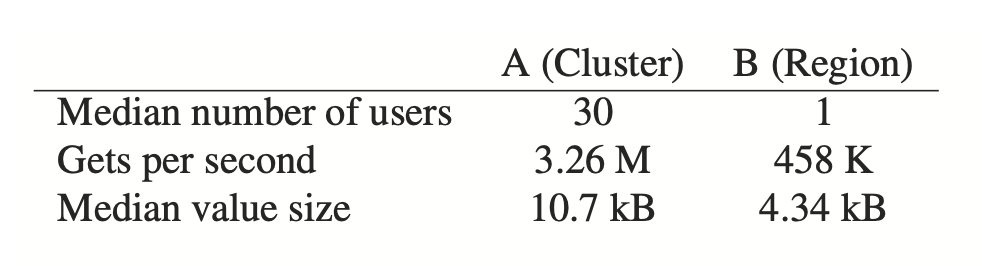 A (Cluster) B (Region)
Median number of users 30 1
Gets per second 3.26 M 458 K
Median value size 10.7 kB 4.34 kB